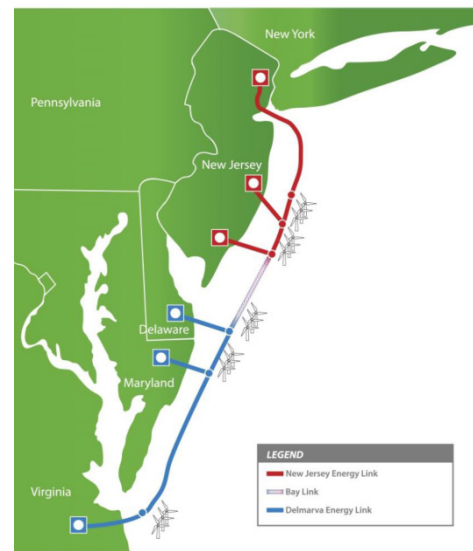 New York
Pennsylvania
New Jersey
Delaware
Maryland
Virginia
LEGEND
New Jersey Energy Link
Bay Link
Delmarva Energy Link